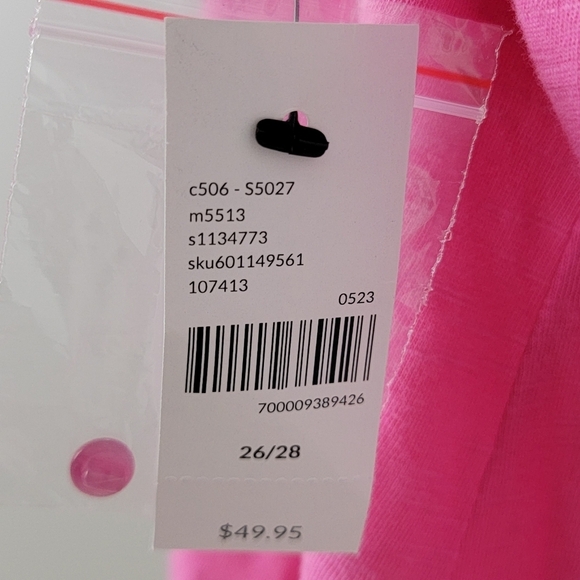 c506 - S5027
m5513
s1134773
sku601149561
107413
0523
700009389426
26/28
$49.95